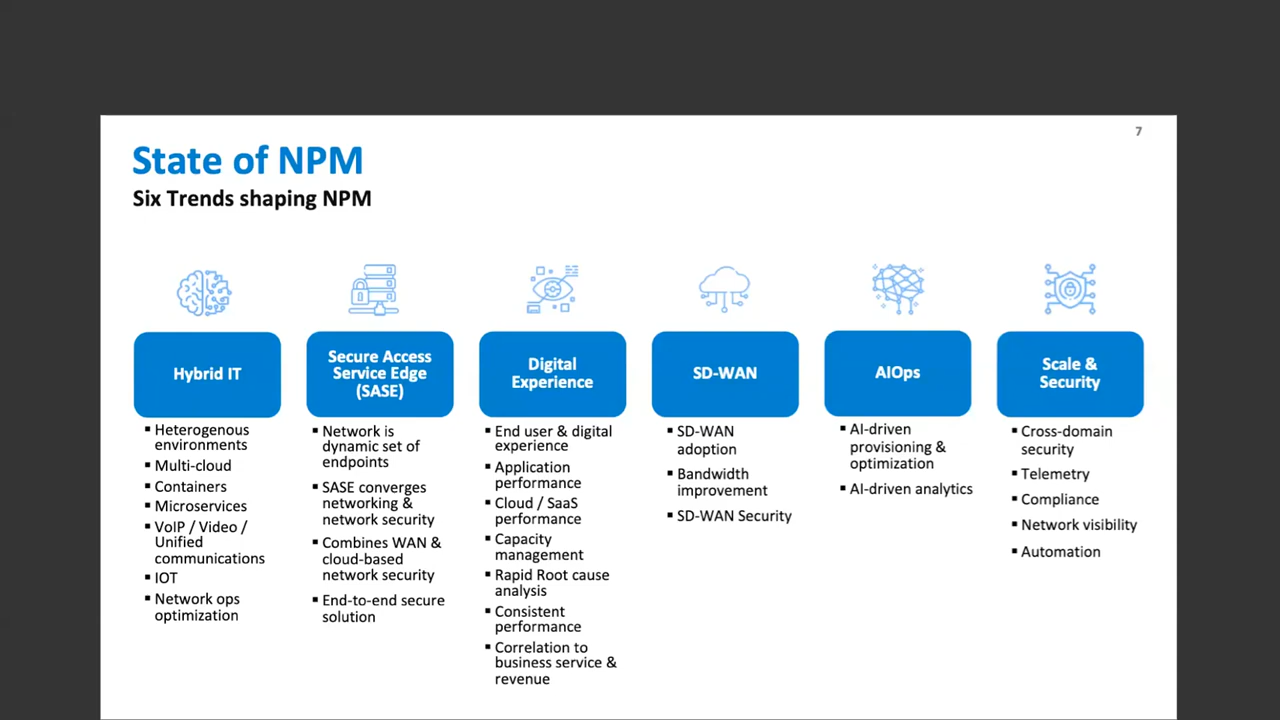 7
State of NPM
Six Trends shaping NPM
Hybrid IT
▪ Heterogenous
environments
▪ Multi-cloud
▪ Containers
▪ Microservices
▪ VoIP / Video /
Unified
communications
▪ IOT
▪ Network ops
optimization
Secure Access
Service Edge
(SASE)
▪ Network is
dynamic set of
endpoints
▪ SASE converges
networking &
network security
▪ Combines WAN &
cloud-based
network security
▪ End-to-end secure
solution
Digital
Experience
▪ End user & digital
experience
▪ Application
performance
▪ Cloud / SaaS
performance
▪ Capacity
management
▪ Rapid Root cause
analysis
▪ Consistent
performance
▪ Correlation to
business service &
revenue
SD-WAN
▪ SD-WAN
adoption
▪ Bandwidth
improvement
▪ SD-WAN Security
AIOps
▪ AI-driven
provisioning &
optimization
▪ AI-driven analytics
Scale &
Security
▪ Cross-domain
security
▪ Telemetry
▪ Compliance
▪ Network visibility
▪ Automation